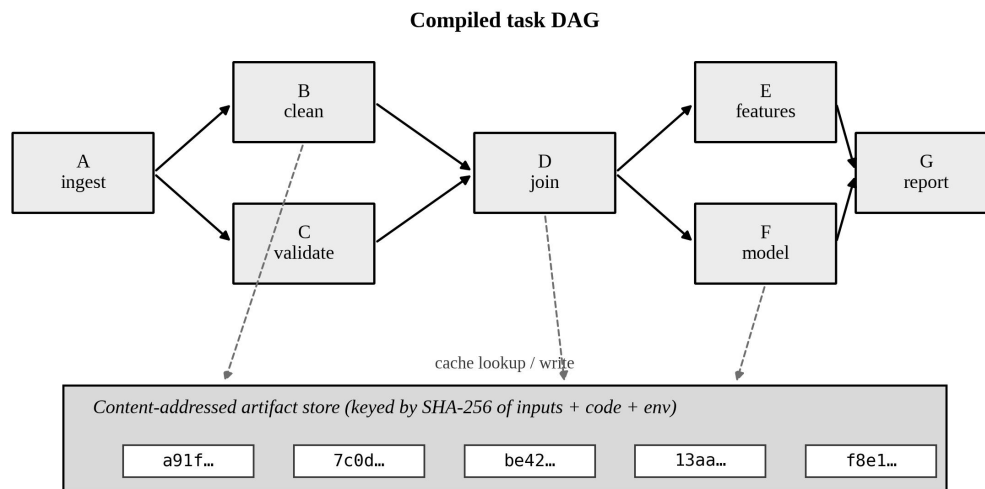 Compiled task DAG
A
ingest
B
clean
C
validate
D
join
E
features
F
model
G
report
cache lookup / write
Content-addressed artifact store (keyed by SHA-256 of inputs + code + env)
a91f…
7c0d…
be42…
13aa…
f8e1…